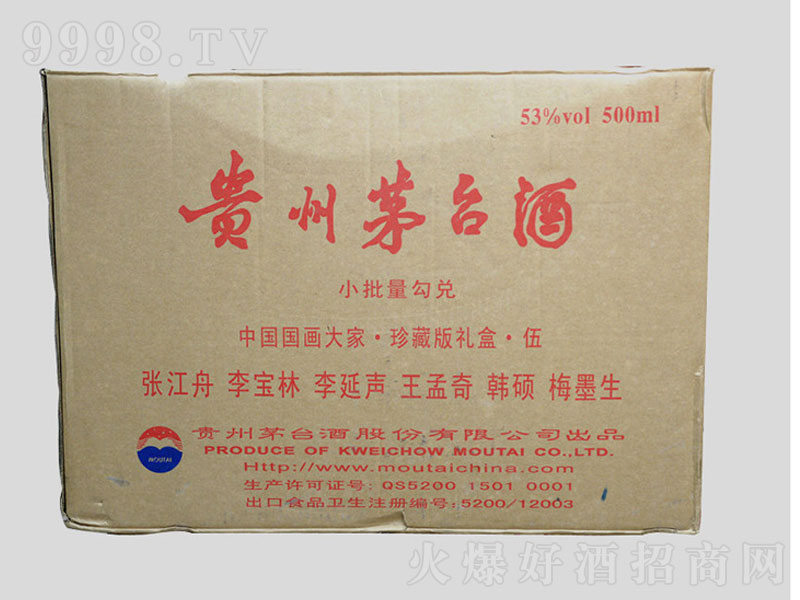 9998.TV
53%vol 500ml
贵州茅台酒
小批量勾兑
中国国画大家·珍藏版礼盒·伍
张江舟 李宝林 李延声 王孟奇 韩硕 梅墨生
MOUTAI
贵州茅台酒股份有限公司出品
PRODUCE OF KWEICHOW MOUTAI CO.,LTD.
Http://www.moutaichina.com
生产许可证号: QS5200 1501 0001
出口食品卫生注册编号: 5200/12003
火爆好酒招商网